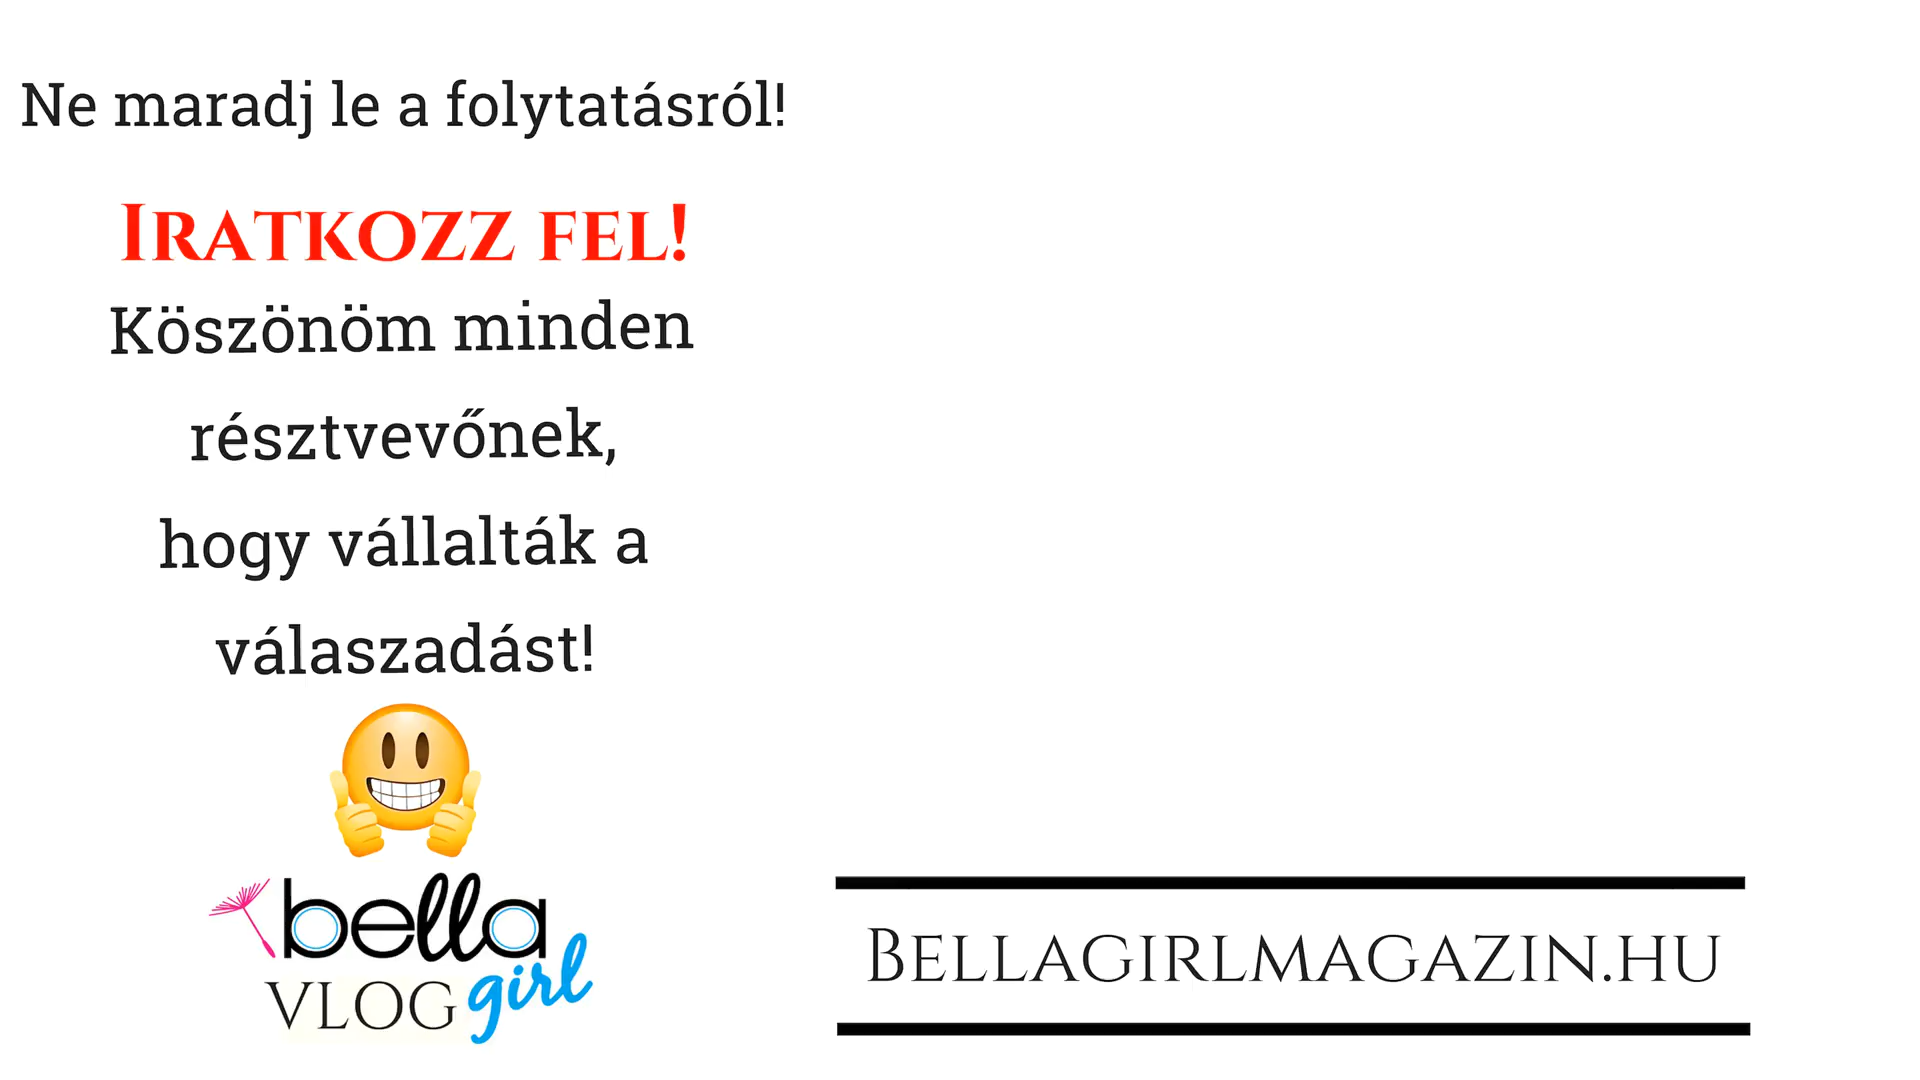 Ne maradj le a folytatásról!
IRATKOZZ FEL!
Köszönöm minden
résztvevőnek,
hogy vállalták a
válaszadást!
bella
girl
VLOG
BELLAGIRLMAGAZIN.HU